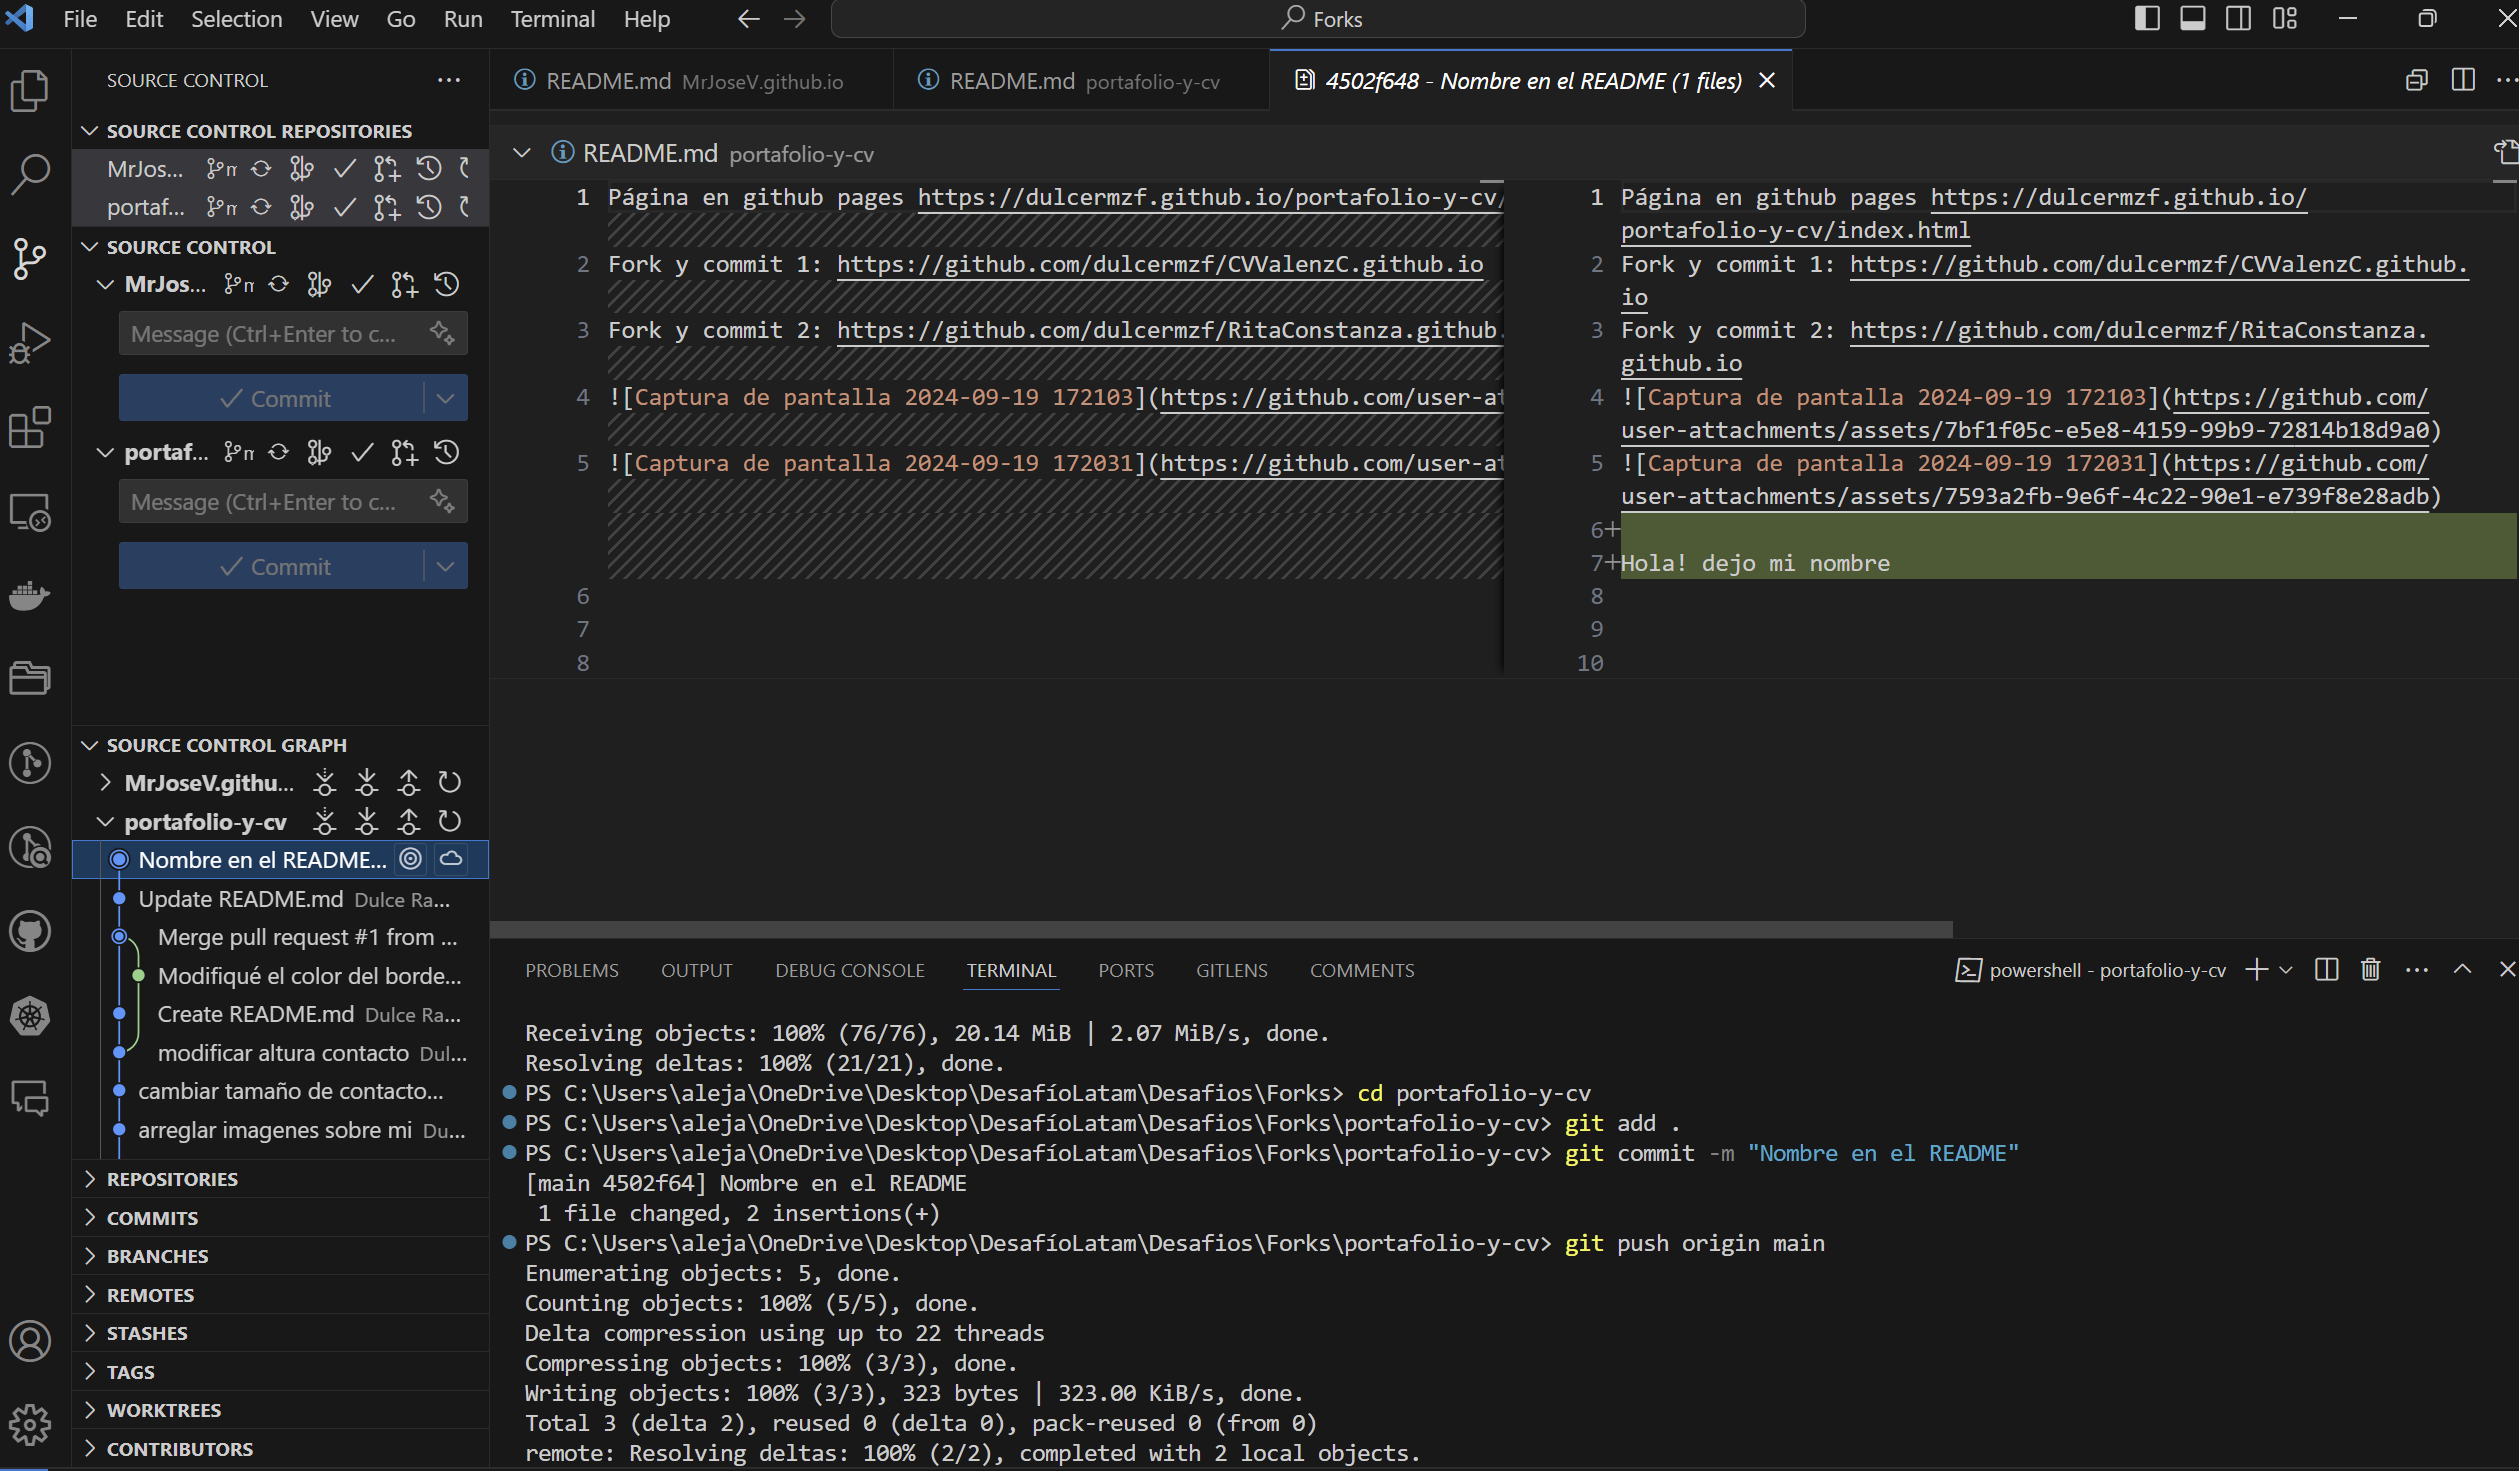 File Edit Selection View Go Run Terminal Help
Forks
SOURCE CONTROL
SOURCE CONTROL REPOSITORIES
MrJos...
portaf...
SOURCE CONTROL
MrJos...
Message (Ctrl+Enter to c...
Commit
portaf...
Message (Ctrl+Enter to c...
Commit
SOURCE CONTROL GRAPH
MrJoseV.githu...
portafolio-y-cv
Nombre en el README...
Update README.md Dulce Ra...
Merge pull request #1 from ...
Modifiqué el color del borde...
Create README.md Dulce Ra...
modificar altura contacto Dul...
cambiar tamaño de contacto...
arreglar imagenes sobre mi Du...
REPOSITORIES
COMMITS
BRANCHES
REMOTES
STASHES
TAGS
WORKTREES
CONTRIBUTORS
README.md MrJoseV.github.io
README.md portafolio-y-cv
4502f648 - Nombre en el README (1 files)
README.md portafolio-y-cv
1 Página en github pages https://dulcermzf.github.io/portafolio-y-cv/
2 Fork y commit 1: https://github.com/dulcermzf/CVValenzC.github.io
3 Fork y commit 2: https://github.com/dulcermzf/RitaConstanza.github.
4 ![Captura de pantalla 2024-09-19 172103](https://github.com/user-at
5 ![Captura de pantalla 2024-09-19 172031](https://github.com/user-at
6
7
8
1 Página en github pages https://dulcermzf.github.io/
portafolio-y-cv/index.html
2 Fork y commit 1: https://github.com/dulcermzf/CVValenzC.github.
io
3 Fork y commit 2: https://github.com/dulcermzf/RitaConstanza.
github.io
4 ![Captura de pantalla 2024-09-19 172103](https://github.com/
user-attachments/assets/7bf1f05c-e5e8-4159-99b9-72814b18d9a0)
5 ![Captura de pantalla 2024-09-19 172031](https://github.com/
user-attachments/assets/7593a2fb-9e6f-4c22-90e1-e739f8e28adb)
6+
7+ Hola! dejo mi nombre
8
9
10
PROBLEMS OUTPUT DEBUG CONSOLE TERMINAL PORTS GITLENS COMMENTS
powershell - portafolio-y-cv
Receiving objects: 100% (76/76), 20.14 MiB | 2.07 MiB/s, done.
Resolving deltas: 100% (21/21), done.
PS C:\Users\aleja\OneDrive\Desktop\DesafíoLatam\Desafios\Forks> cd portafolio-y-cv
PS C:\Users\aleja\OneDrive\Desktop\DesafíoLatam\Desafios\Forks\portafolio-y-cv> git add .
PS C:\Users\aleja\OneDrive\Desktop\DesafíoLatam\Desafios\Forks\portafolio-y-cv> git commit -m "Nombre en el README"
[main 4502f64] Nombre en el README
1 file changed, 2 insertions(+)
PS C:\Users\aleja\OneDrive\Desktop\DesafíoLatam\Desafios\Forks\portafolio-y-cv> git push origin main
Enumerating objects: 5, done.
Counting objects: 100% (5/5), done.
Delta compression using up to 22 threads
Compressing objects: 100% (3/3), done.
Writing objects: 100% (3/3), 323 bytes | 323.00 KiB/s, done.
Total 3 (delta 2), reused 0 (delta 0), pack-reused 0 (from 0)
remote: Resolving deltas: 100% (2/2), completed with 2 local objects.